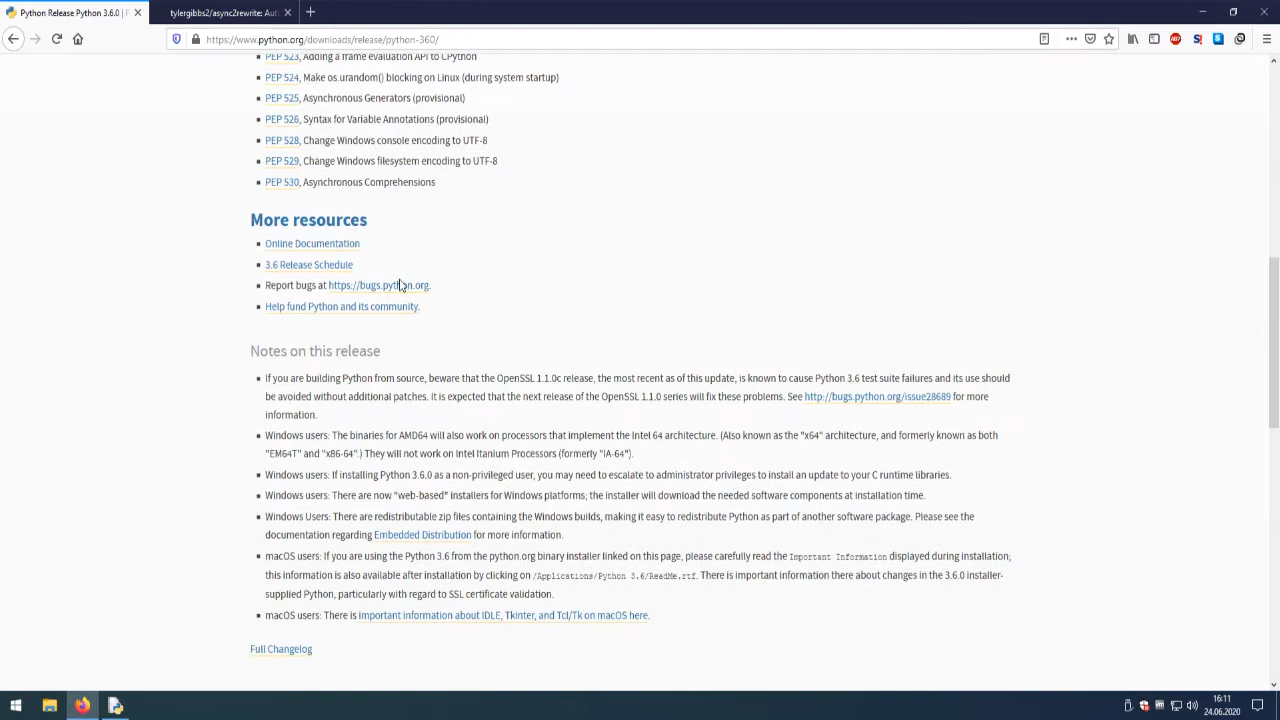 Python Release Python 3.6.0 | P
tylergibbs2/async2rewrite: Aut
https://www.python.org/downloads/release/python-360/
PEP 523, Adding a frame evaluation API to CPython
PEP 524, Make os.urandom() blocking on Linux (during system startup)
PEP 525, Asynchronous Generators (provisional)
PEP 526, Syntax for Variable Annotations (provisional)
PEP 528, Change Windows console encoding to UTF-8
PEP 529, Change Windows filesystem encoding to UTF-8
PEP 530, Asynchronous Comprehensions
More resources
Online Documentation
3.6 Release Schedule
Report bugs at https://bugs.python.org.
Help fund Python and its community.
Notes on this release
If you are building Python from source, beware that the OpenSSL 1.1.0c release, the most recent as of this update, is known to cause Python 3.6 test suite failures and its use should
be avoided without additional patches. It is expected that the next release of the OpenSSL 1.1.0 series will fix these problems. See http://bugs.python.org/issue28689 for more
information.
Windows users: The binaries for AMD64 will also work on processors that implement the Intel 64 architecture. (Also known as the "x64" architecture, and formerly known as both
"EM64T" and "x86-64".) They will not work on Intel Itanium Processors (formerly "IA-64").
Windows users: If installing Python 3.6.0 as a non-privileged user, you may need to escalate to administrator privileges to install an update to your C runtime libraries.
Windows users: There are now "web-based" installers for Windows platforms; the installer will download the needed software components at installation time.
Windows Users: There are redistributable zip files containing the Windows builds, making it easy to redistribute Python as part of another software package. Please see the
documentation regarding Embedded Distribution for more information.
macOS users: If you are using the Python 3.6 from the python.org binary installer linked on this page, please carefully read the Important Information displayed during installation;
this information is also available after installation by clicking on /Applications/Python 3.6/ReadMe.rtf. There is important information there about changes in the 3.6.0 installer-
supplied Python, particularly with regard to SSL certificate validation.
macOS users: There is important information about IDLE, Tkinter, and Tcl/Tk on macOS here.
Full Changelog
16:11
24.06.2020